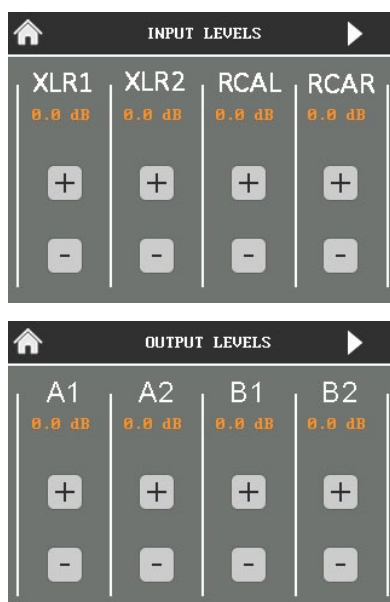 INPUT LEVELS
XLR1 XLR2 RCAL RCAR
0.0 dB 0.0 dB 0.0 dB 0.0 dB
+ + + +
- - - -
OUTPUT LEVELS
A1 A2 B1 B2
0.0 dB 0.0 dB 0.0 dB 0.0 dB
+ + + +
- - - -